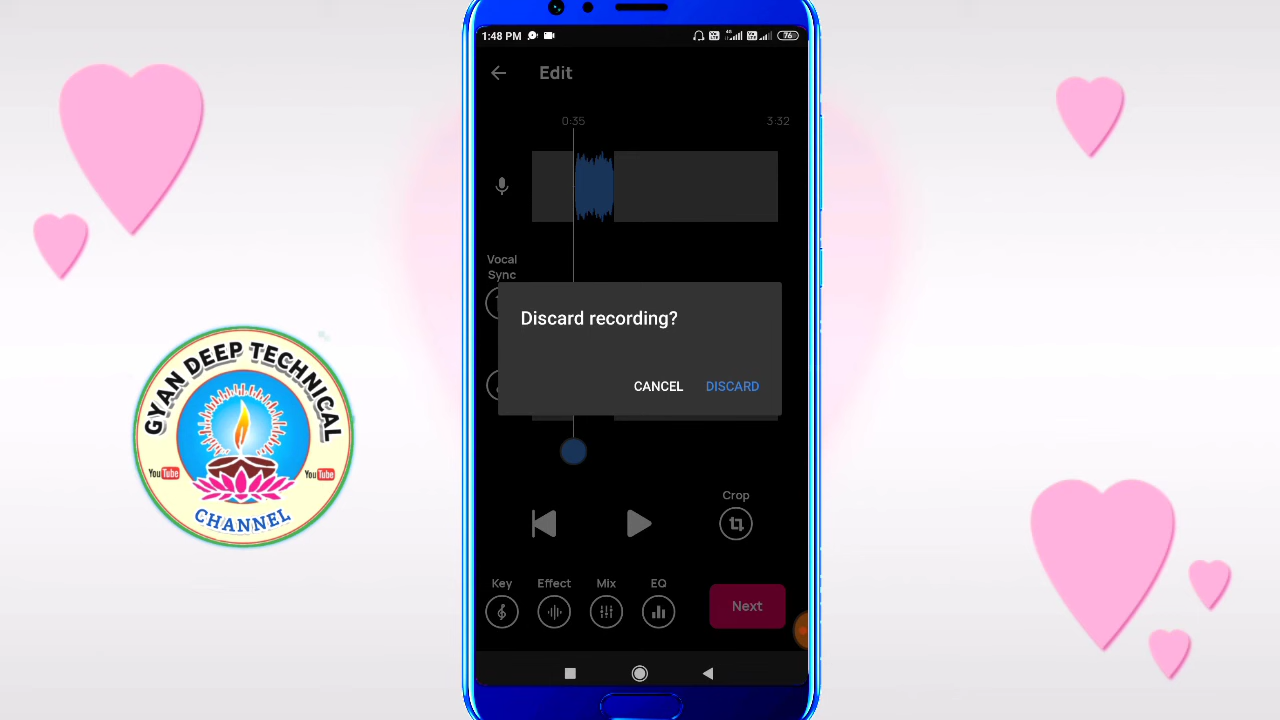 1:48 PM
76
Edit
0:35
3:32
Vocal
Sync
Discard recording?
CANCEL
DISCARD
Crop
Key
Effect
Mix
EQ
Next
GYAN DEEP TECHNICAL
YouTube
YouTube
CHANNEL